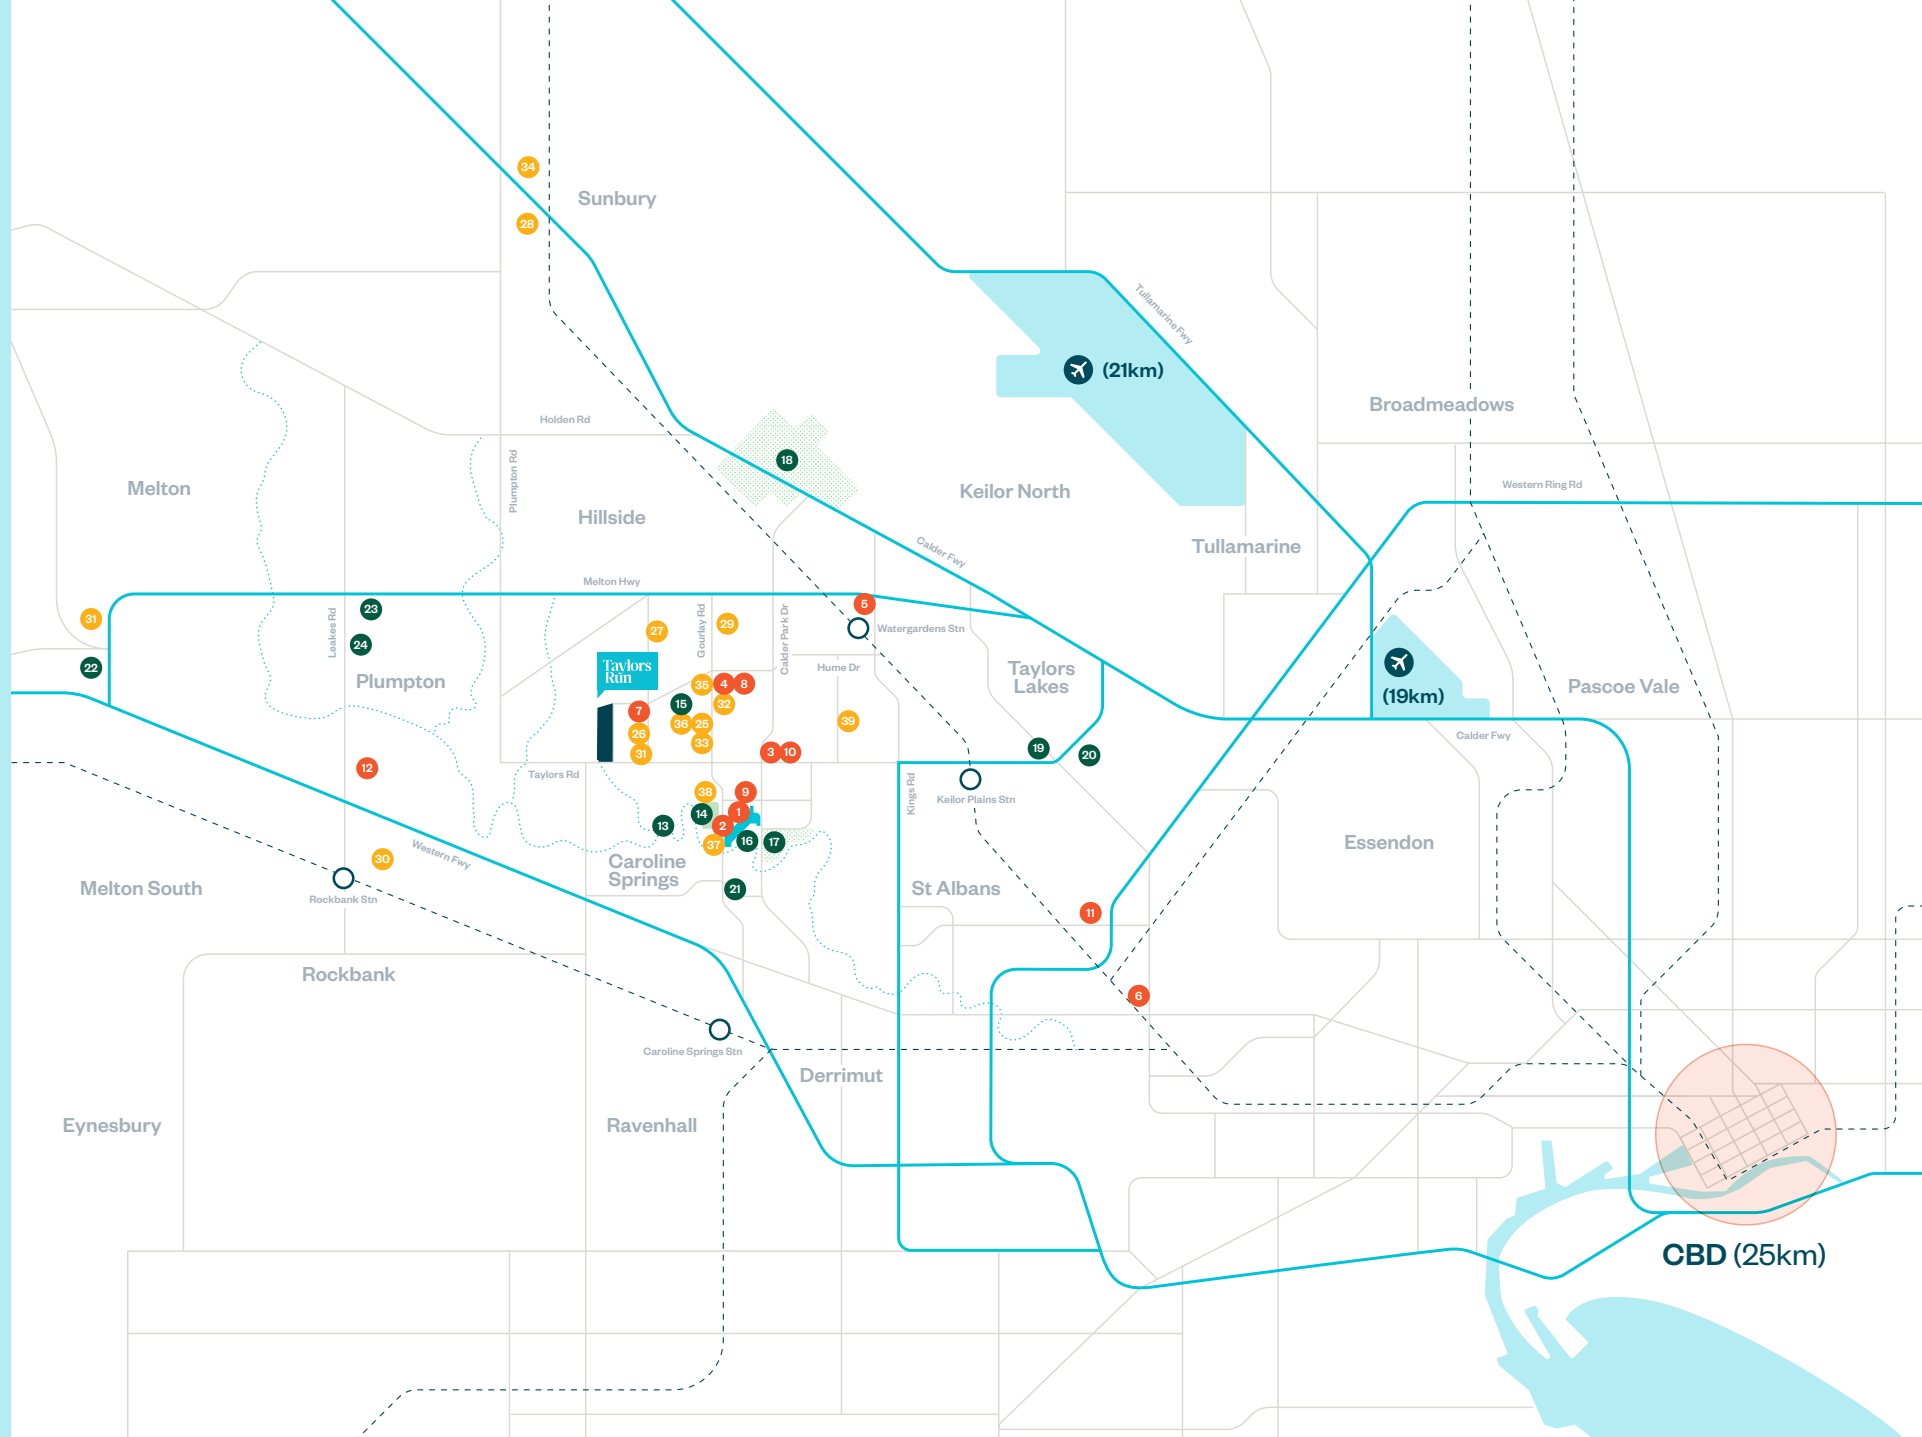 34
Sunbury
28
Tullamarine Fwy
(21km)
Broadmeadows
Holden Rd
Plumpton Rd
18
Melton
Keilor North
Western Ring Rd
Hillside
Calder Fwy
Tullamarine
Melton Hwy
31
23
Leakes Rd
24
22
Plumpton
27
Gourlay Rd
29
Calder Park Dr
5
Watergardens Stn
Hume Dr
Taylors
Run
Taylors
Lakes
(19km)
Pascoe Vale
Calder Fwy
35
4
8
15
32
7
36
25
26
33
31
39
3
10
19
20
12
Taylors Rd
Kings Rd
Keilor Plains Stn
38
9
14
1
13
2
37
16
17
Caroline
Springs
21
Essendon
Western Fwy
30
Rockbank Stn
Melton South
St Albans
11
Rockbank
6
Caroline Springs Stn
Derrimut
Eynesbury
Ravenhall
CBD (25km)